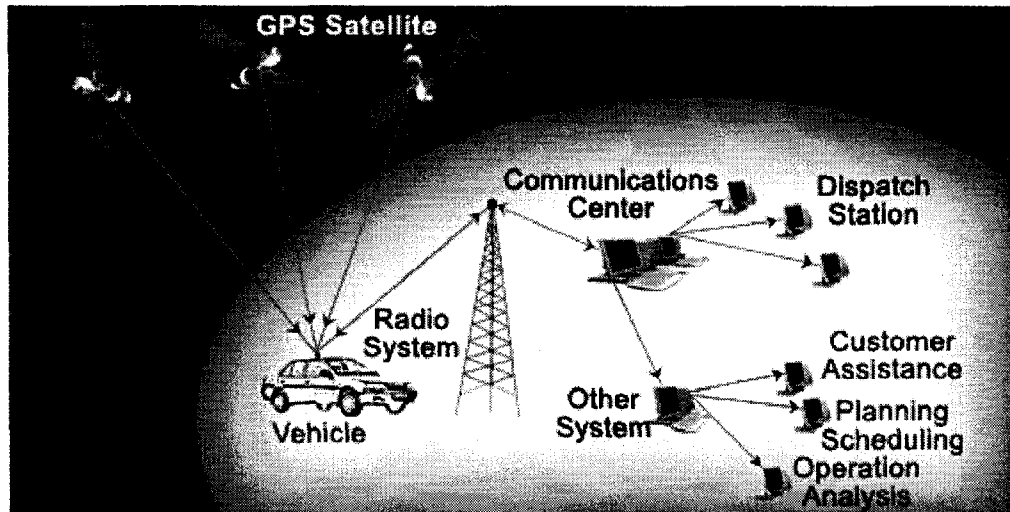 GPS Satellite
Communications
Center
Dispatch
Station
Radio
System
Vehicle
Other
System
Customer
Assistance
Planning
Scheduling
Operation
Analysis